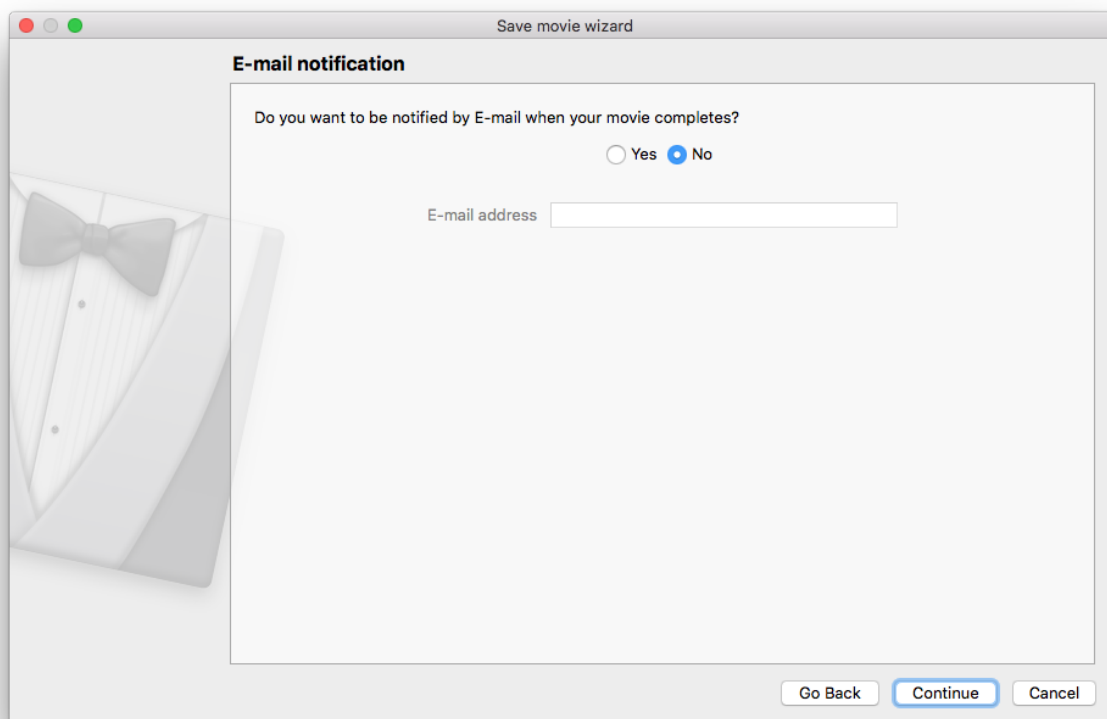 Save movie wizard
E-mail notification
Do you want to be notified by E-mail when your movie completes?
Yes No
E-mail address
Go Back Continue Cancel